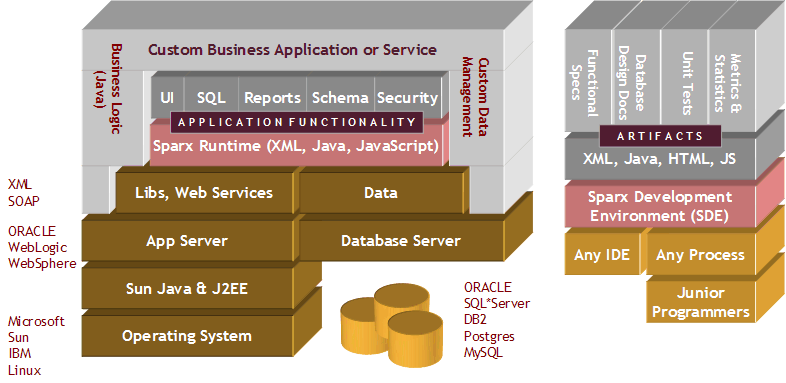 Custom Business Application or Service
Business Logic
(Java)
Custom Data
Management
UI
SQL
Reports
Schema
Security
APPLICATION FUNCTIONALITY
Sparx Runtime (XML, Java, JavaScript)
XML
SOAP
Libs, Web Services
Data
ORACLE
WebLogic
WebSphere
App Server
Database Server
Sun Java & J2EE
Microsoft
Sun
IBM
Linux
Operating System
ORACLE
SQL*Server
DB2
Postgres
MySQL
Functional
Specs
Database
Design Docs
Unit Tests
Metrics &
Statistics
ARTIFACTS
XML, Java, HTML, JS
Sparx Development
Environment (SDE)
Any IDE
Any Process
Junior
Programmers